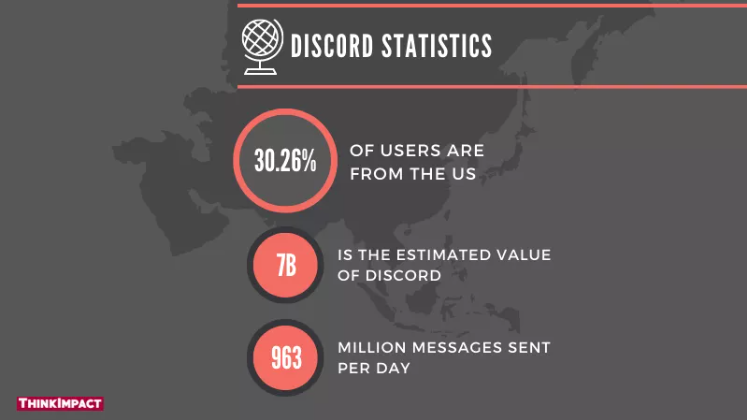 DISCORD STATISTICS
30.26%
OF USERS ARE
FROM THE US
7B
IS THE ESTIMATED VALUE
OF DISCORD
963
MILLION MESSAGES SENT
PER DAY
THINKIMPACT